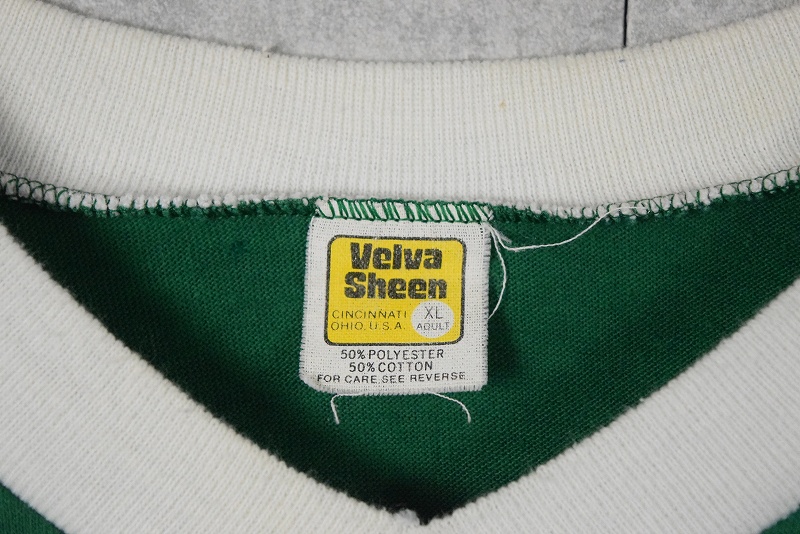 Velva
Sheen
CINCINNATI XL
OHIO, U.S.A. ADULT
50% POLYESTER
50% COTTON
FOR CARE, SEE REVERSE